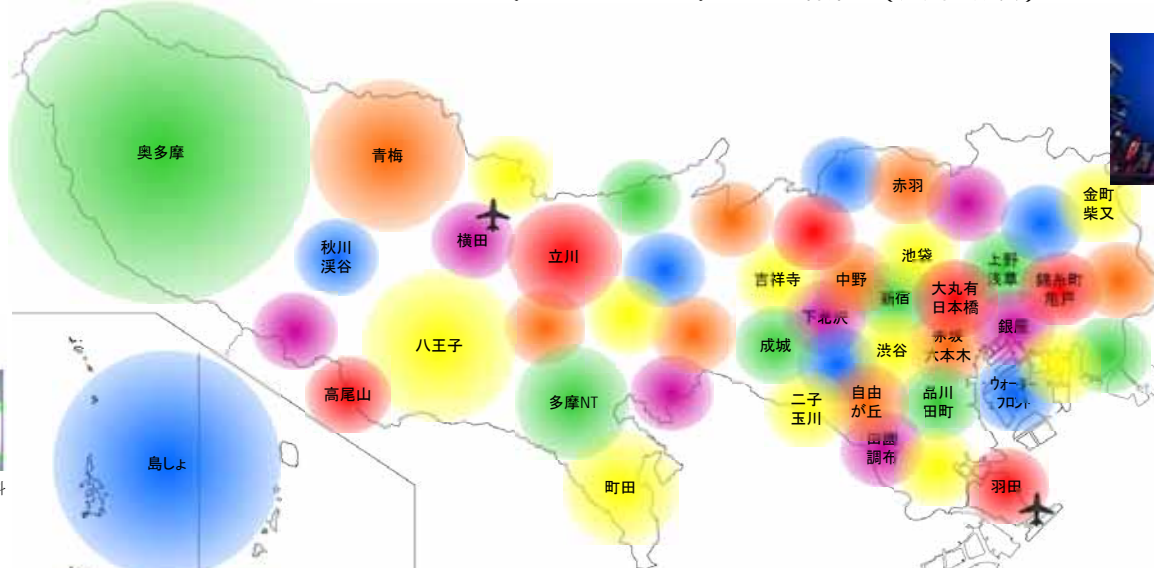 奥多摩
青梅
赤羽
金町
柴又
秋川
渓谷
横田
立川
池袋
上野
浅草
吉祥寺
中野
新宿
大丸有
日本橋
錦糸町
亀戸
下北沢
銀座
八王子
成城
渋谷
赤坂
六本木
高尾山
多摩NT
二子
玉川
自由
が丘
品川
田町
ウォーター
フロント
田園
調布
島しょ
町田
羽田